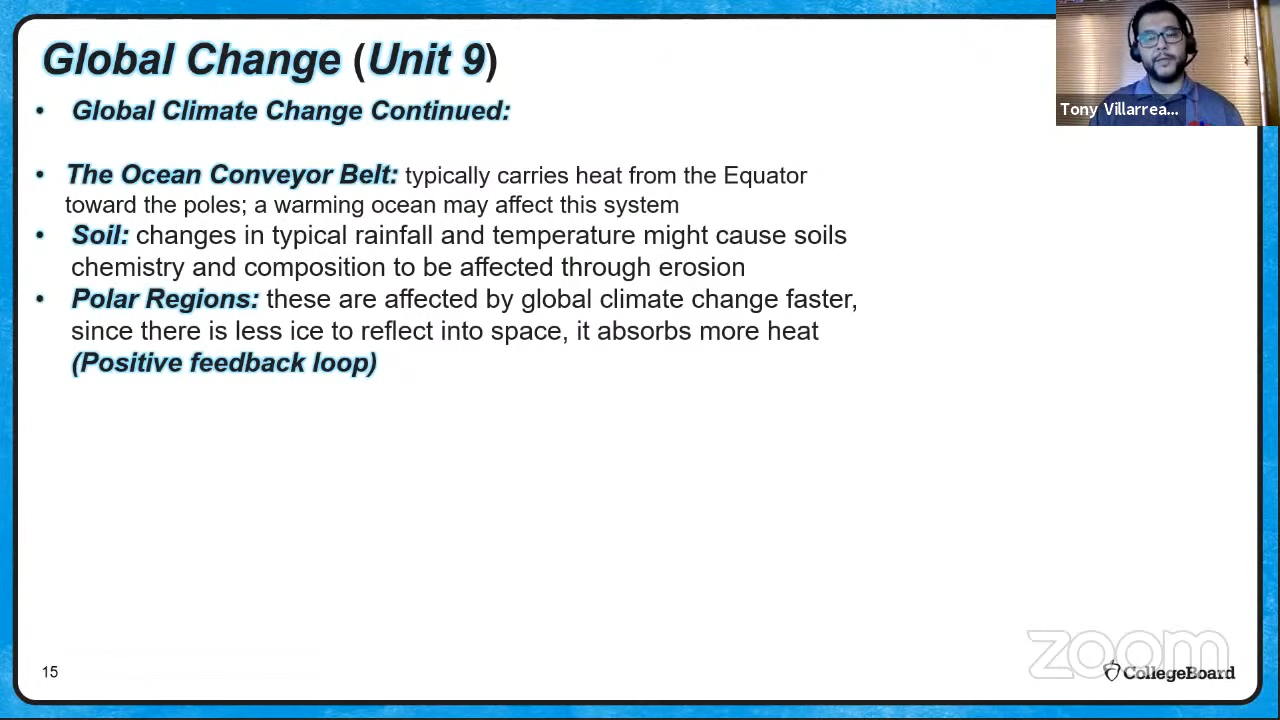 Global Change (Unit 9)
• Global Climate Change Continued:
• The Ocean Conveyor Belt: typically carries heat from the Equator
toward the poles; a warming ocean may affect this system
• Soil: changes in typical rainfall and temperature might cause soils
chemistry and composition to be affected through erosion
• Polar Regions: these are affected by global climate change faster,
since there is less ice to reflect into space, it absorbs more heat
(Positive feedback loop)
Tony Villarrea...
15
zoom
CollegeBoard